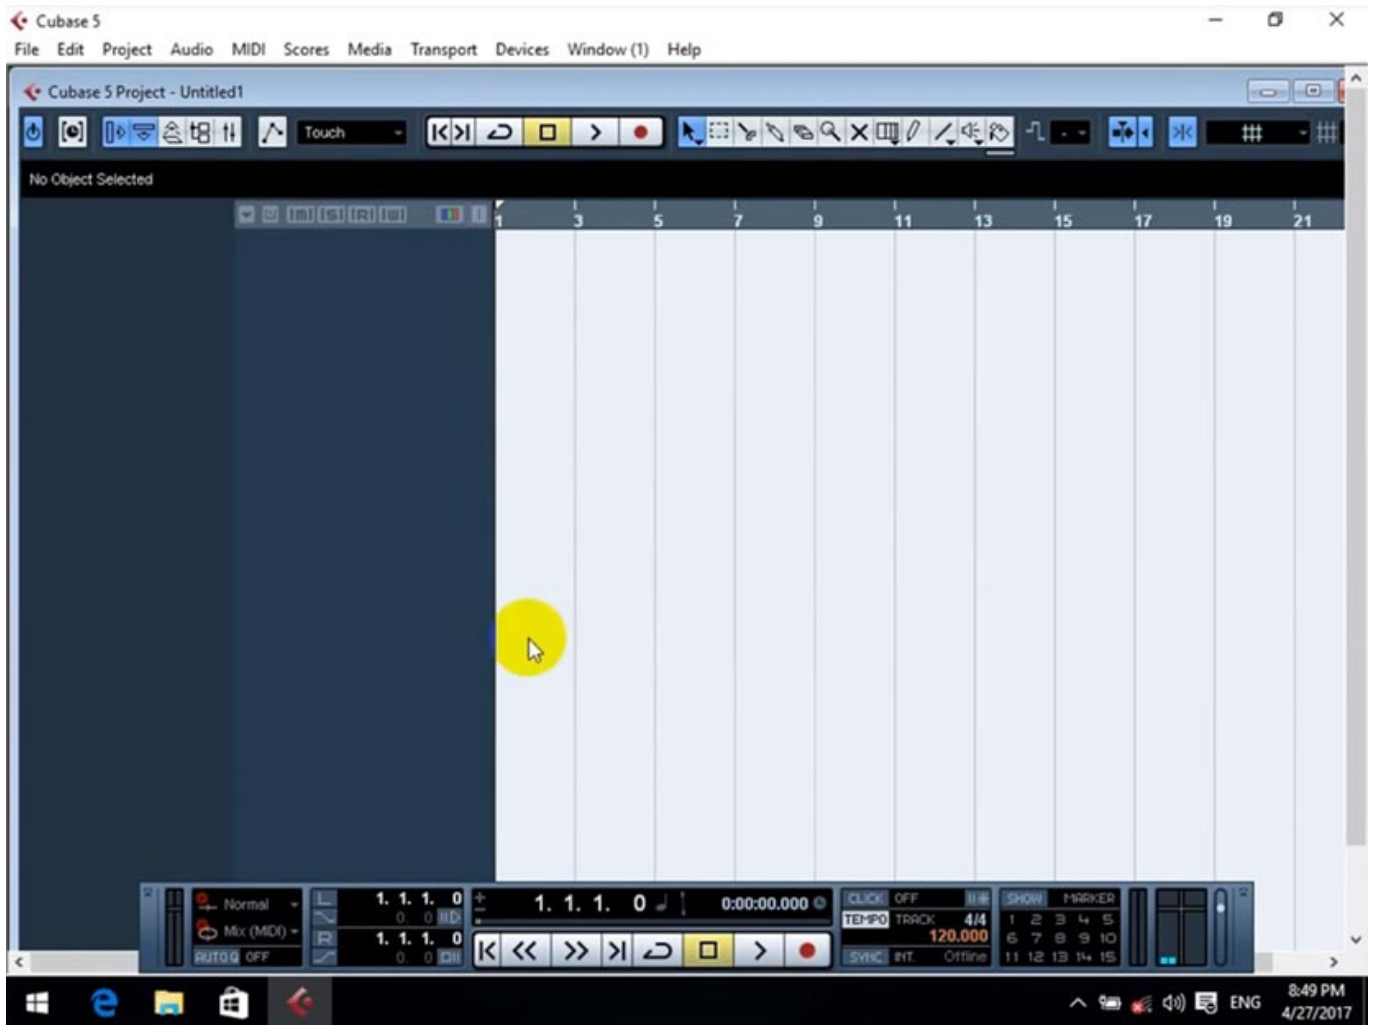 Cubase 5
File Edit Project Audio MIDI Scores Media Transport Devices Window (1) Help
Cubase 5 Project - Untitled1
Touch
No Object Selected
1 3 5 7 9 11 13 15 17 19 21
Normal
Mix (MIDI)
AUTO Q OFF
L 1. 1. 1. 0
0. 0
R 1. 1. 1. 0
0. 0
1. 1. 1. 0 0:00:00.000
CLICK OFF
TEMPO TRACK 4/4
120.000
SYNC INT. Offline
SHOW MARKER
1 2 3 4 5
6 7 8 9 10
11 12 13 14 15
ENG
8:49 PM
4/27/2017